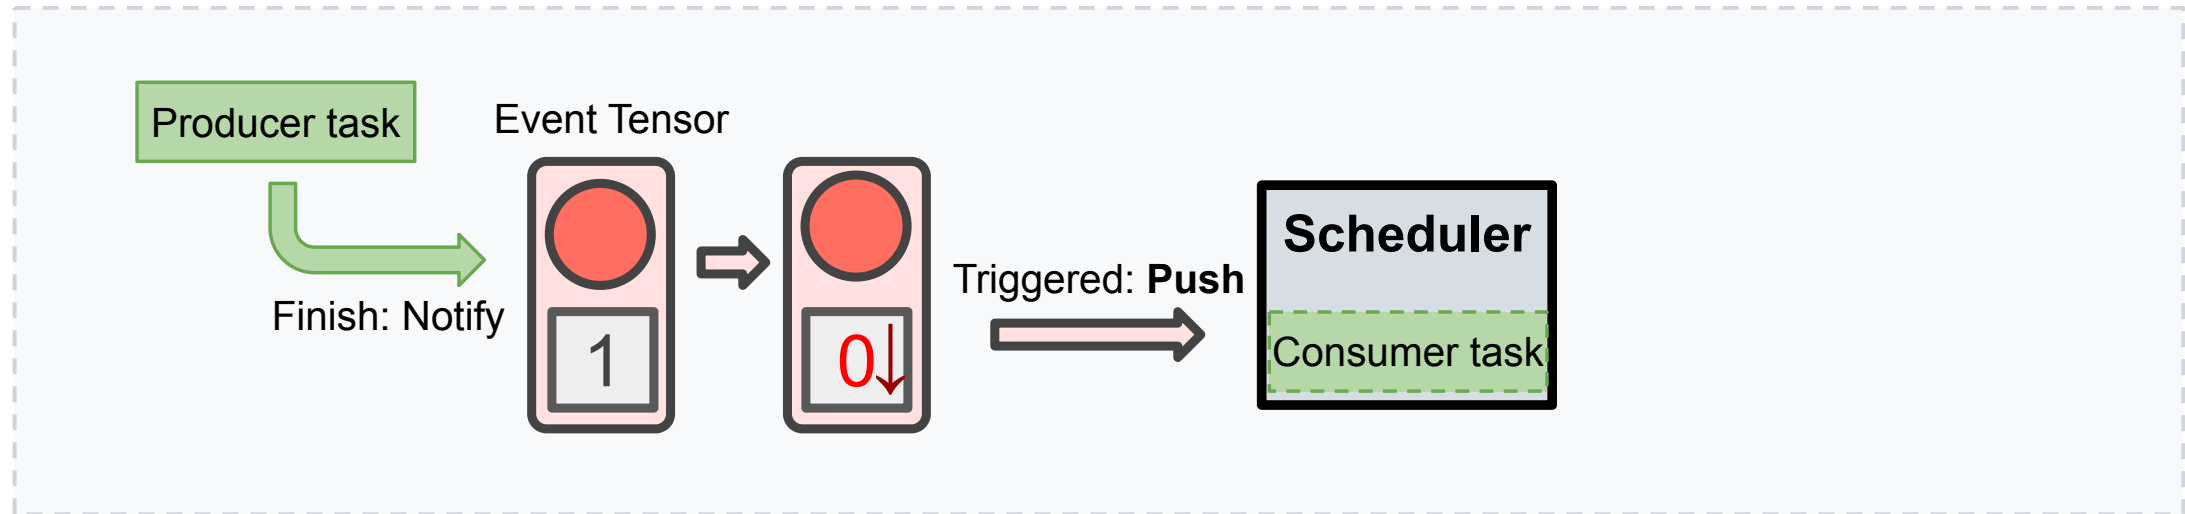 Producer task
Event Tensor
Finish: Notify
1
0↓
Triggered: Push
Scheduler
Consumer task